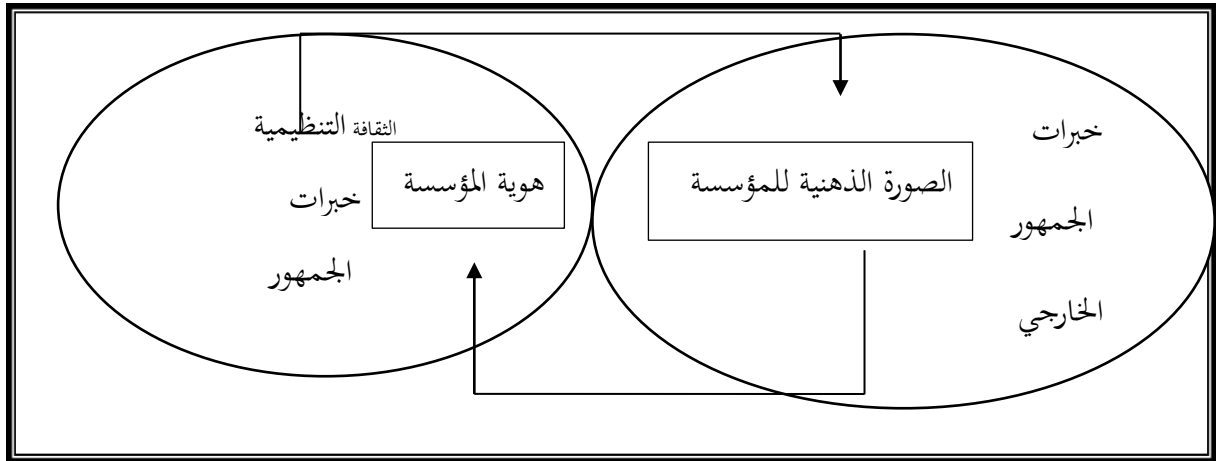 خبرات
الجمهور
الخارجي
الصورة الذهنية للمؤسسة
هوية المؤسسة
الثقافة التنظيمية
خبرات
الجمهور